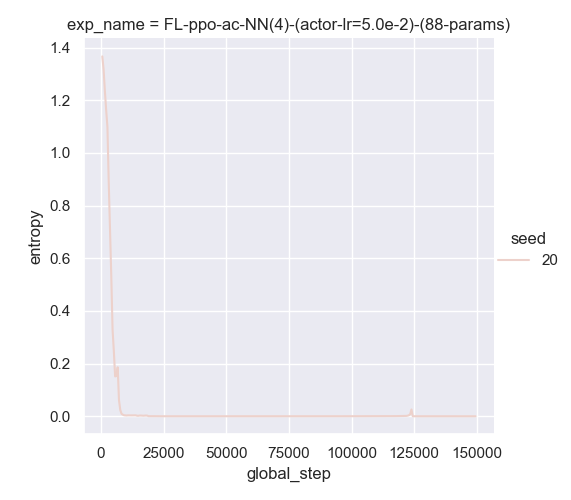 exp_name = FL-ppo-ac-NN(4)-(actor-lr=5.0e-2)-(88-params)
1.4
1.2
1.0
0.8
0.6
0.4
0.2
0.0
entropy
seed
20
0 25000 50000 75000 100000 125000 150000
global_step